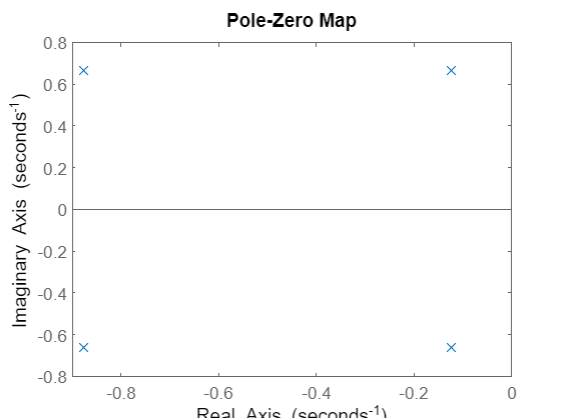 Pole-Zero Map
Imaginary Axis (seconds⁻¹)
0.8
0.6
0.4
0.2
0
-0.2
-0.4
-0.6
-0.8
-0.8 -0.6 -0.4 -0.2 0
Real Axis (seconds⁻¹)